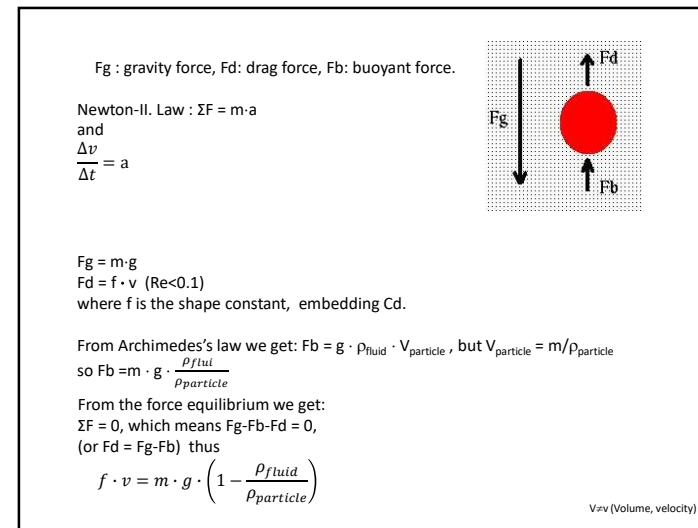 Fg : gravity force, Fd: drag force, Fb: buoyant force.
Fd
Fg
Fb
Newton-II. Law : ΣF = m·a
and
Δv/Δt = a
Fg = m·g
Fd = f · v (Re<0.1)
where f is the shape constant, embedding Cd.
From Archimedes's law we get: Fb = g · ρfluid · Vparticle , but Vparticle = m/ρparticle
so Fb =m · g · ρflui/ρparticle
From the force equilibrium we get:
ΣF = 0, which means Fg-Fb-Fd = 0,
(or Fd = Fg-Fb) thus
f · v = m · g · (1 − ρfluid/ρparticle)
V≠v (Volume, velocity)